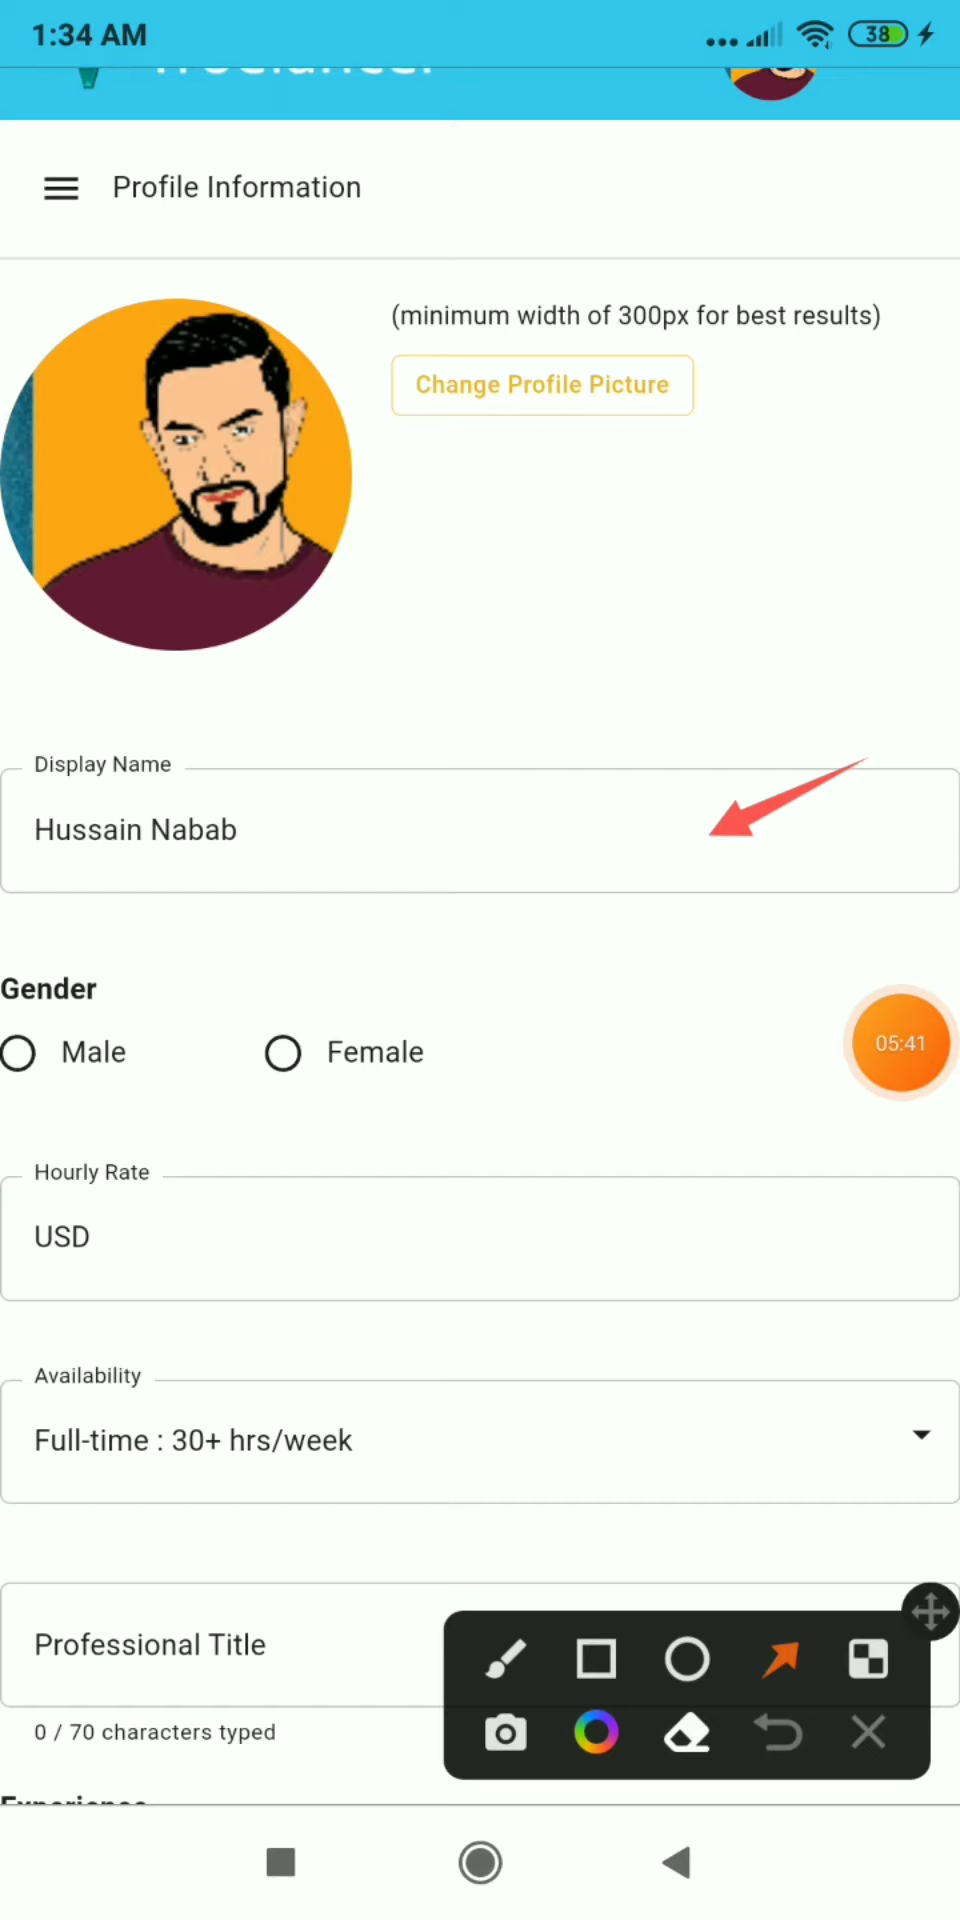 1:34 AM
38
Profile Information
(minimum width of 300px for best results)
Change Profile Picture
Display Name
Hussain Nabab
Gender
Male
Female
05:41
Hourly Rate
USD
Availability
Full-time : 30+ hrs/week
Professional Title
0 / 70 characters typed